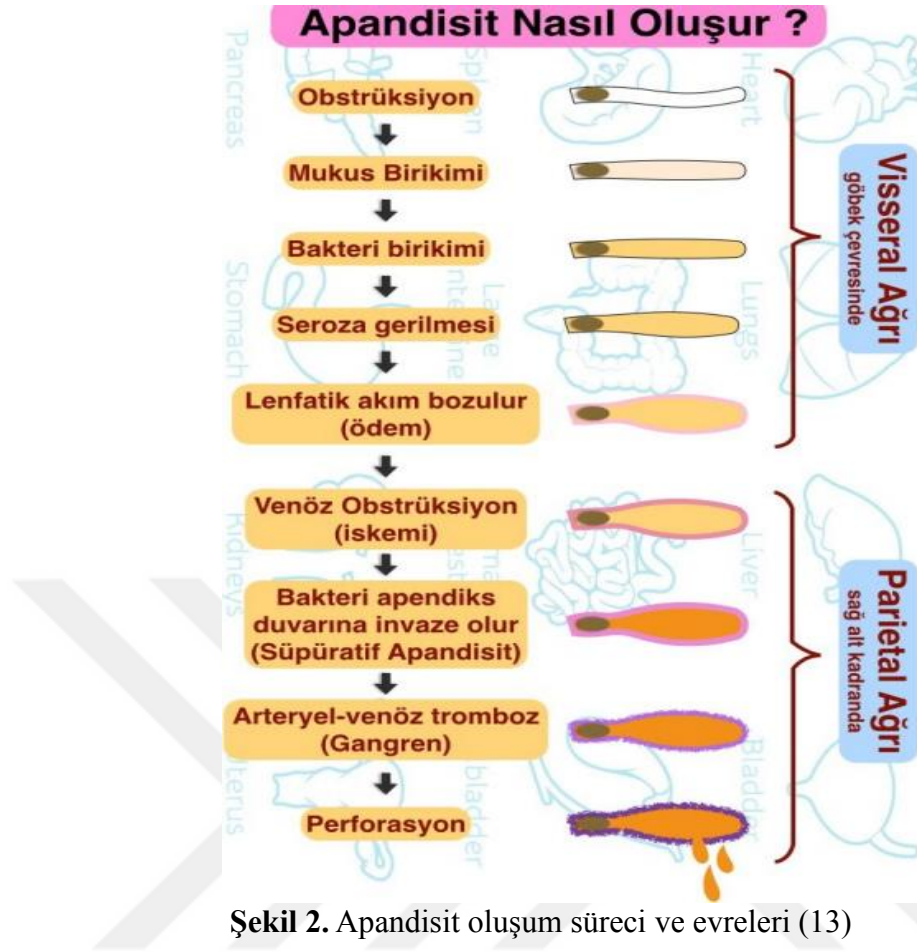 Apandisit Nasıl Oluşur ?
Pancreas
Spleen
Heart
Obstrüksiyon
Mukus Birikimi
Bakteri birikimi
Visseral Ağrı
göbek çevresinde
Stomach
Large
Lungs
Seroza gerilmesi
Lenfatik akım bozulur
(ödem)
Venöz Obstrüksiyon
(iskemi)
Kidneys
Liver
Bakteri apendiks
duvarına invaze olur
(Süpüratif Apandisit)
Parietal Ağrı
sağ alt kadranda
Arteryel-venöz tromboz
(Gangren)
bladder
Bladder
Perforasyon
Şekil 2. Apandisit oluşum süreci ve evreleri (13)